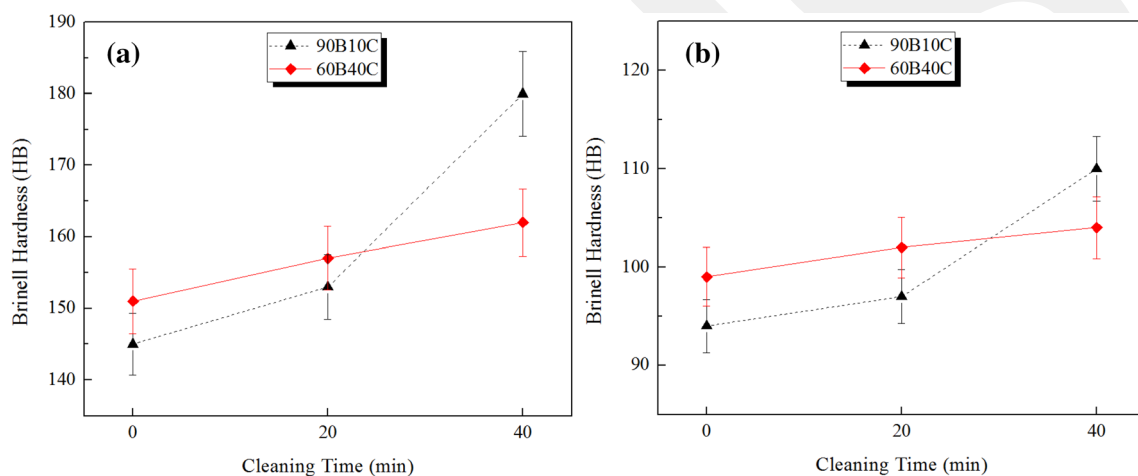 (a)
90B10C
60B40C
190
180
170
160
150
140
Brinell Hardness (HB)
0
20
40
Cleaning Time (min)
(b)
90B10C
60B40C
120
110
100
90
Brinell Hardness (HB)
0
20
40
Cleaning Time (min)